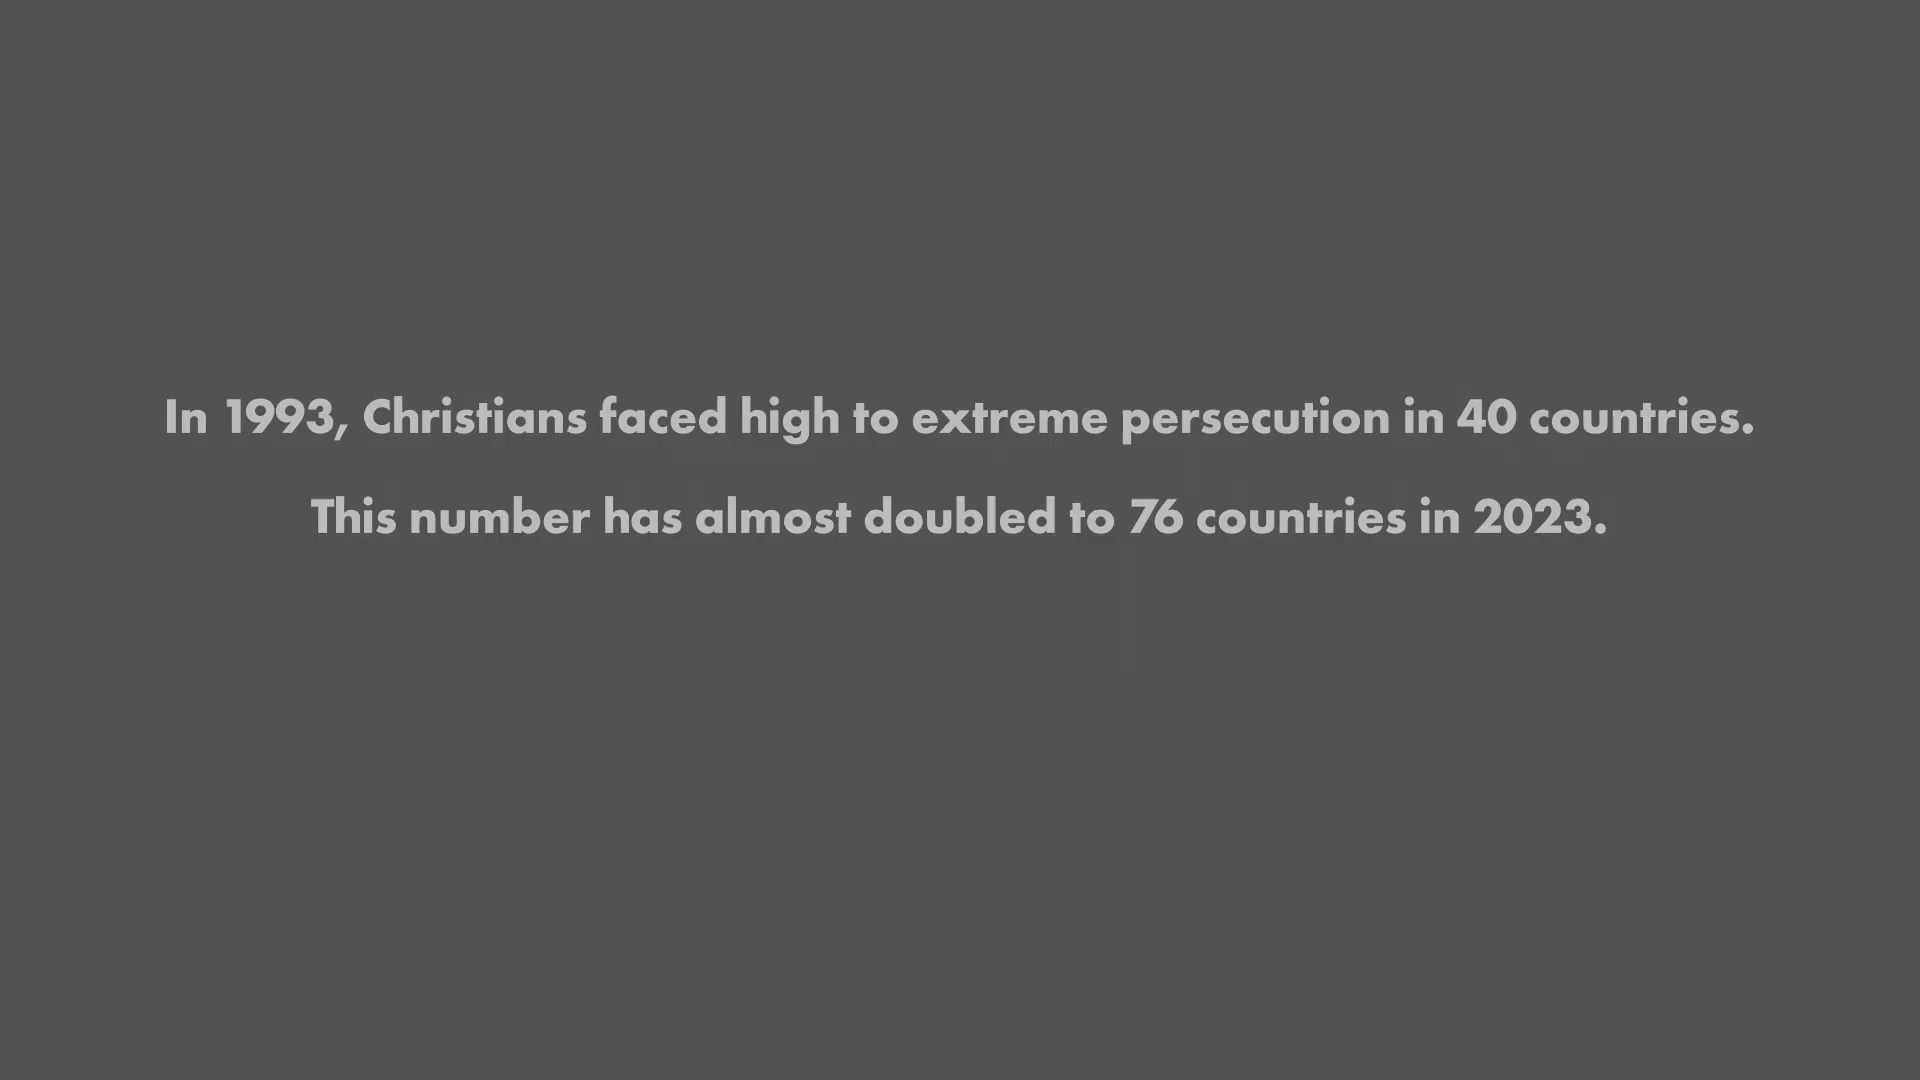 In 1993, Christians faced high to extreme persecution in 40 countries.
This number has almost doubled to 76 countries in 2023.